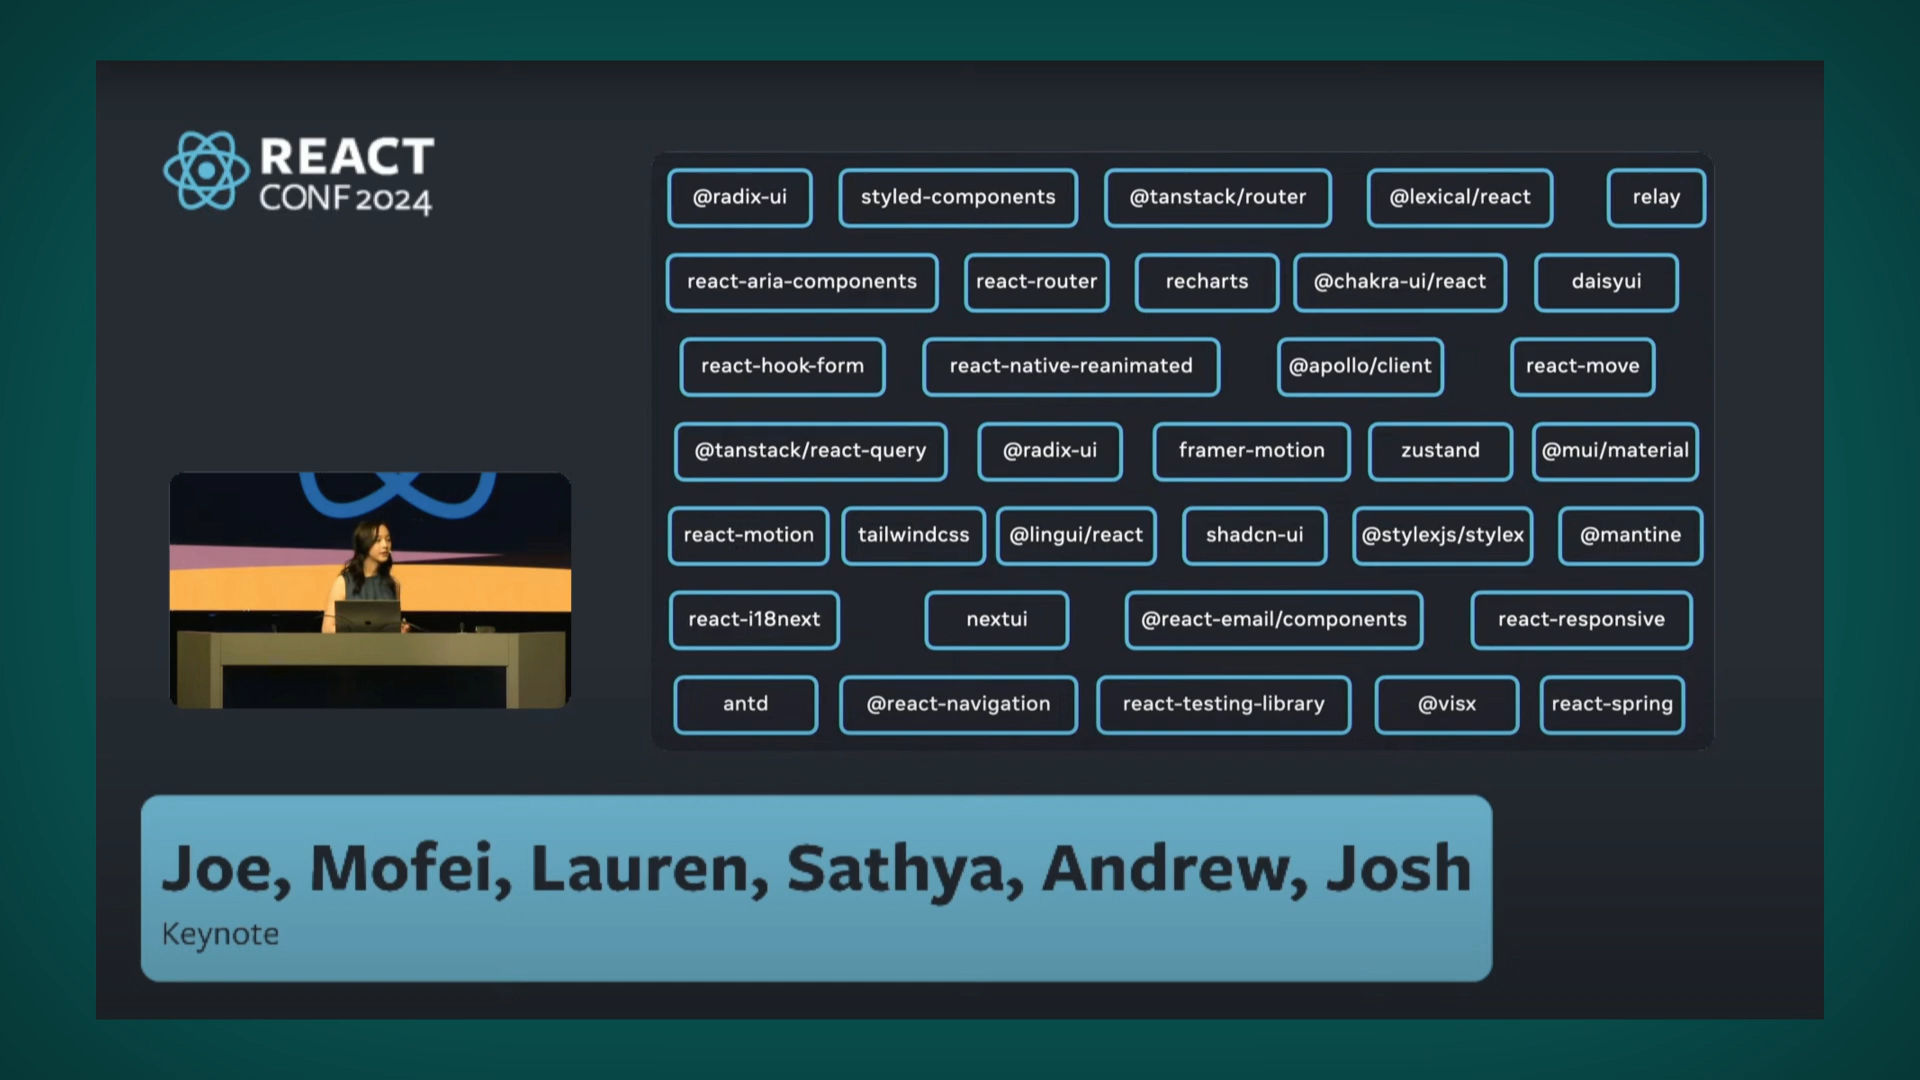 REACT
CONF 2024
@radix-ui styled-components @tanstack/router @lexical/react relay
react-aria-components react-router recharts @chakra-ui/react daisyui
react-hook-form react-native-reanimated @apollo/client react-move
@tanstack/react-query @radix-ui framer-motion zustand @mui/material
react-motion tailwindcss @lingui/react shadcn-ui @stylexjs/stylex @mantine
react-i18next nextui @react-email/components react-responsive
antd @react-navigation react-testing-library @visx react-spring
Joe, Mofei, Lauren, Sathya, Andrew, Josh
Keynote